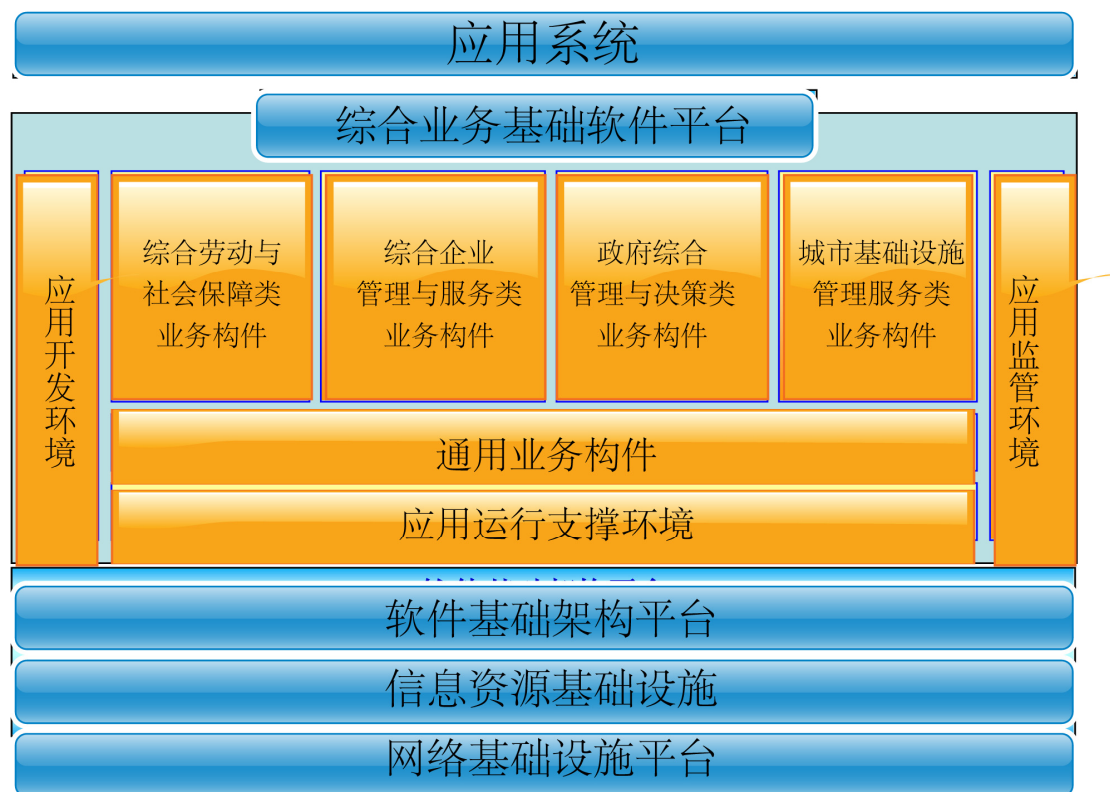 应用系统
综合业务基础软件平台
应用开发环境
综合劳动与
社会保障类
业务构件
综合企业
管理与服务类
业务构件
政府综合
管理与决策类
业务构件
城市基础设施
管理服务类
业务构件
应用监管环境
通用业务构件
应用运行支撑环境
软件基础架构平台
信息资源基础设施
网络基础设施平台